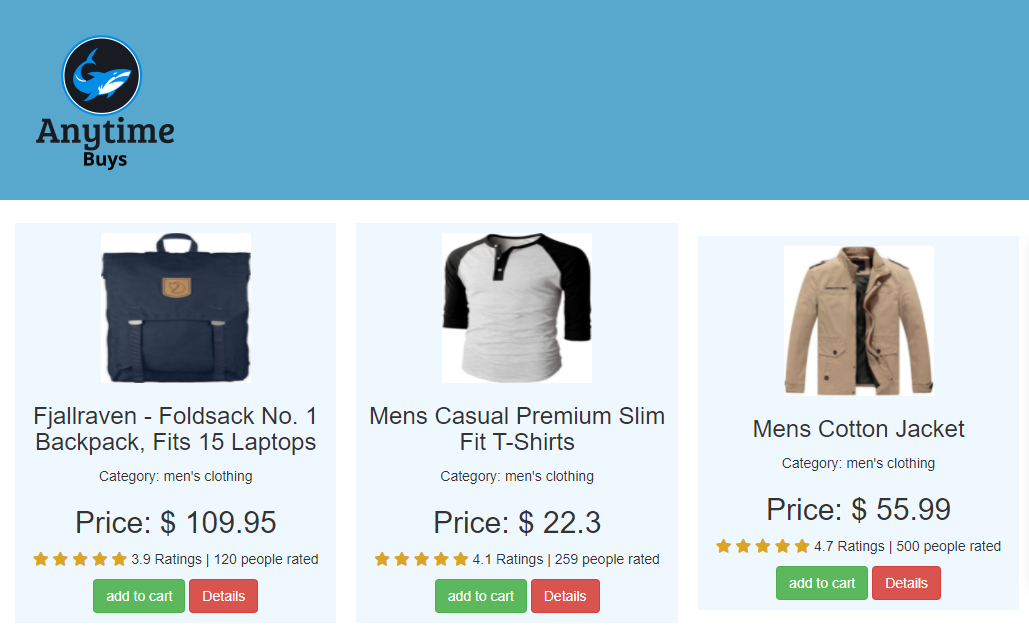 Anytime
Buys
Fjallraven - Foldsack No. 1
Backpack, Fits 15 Laptops
Category: men's clothing
Price: $ 109.95
3.9 Ratings | 120 people rated
add to cart
Details
Mens Casual Premium Slim
Fit T-Shirts
Category: men's clothing
Price: $ 22.3
4.1 Ratings | 259 people rated
add to cart
Details
Mens Cotton Jacket
Category: men's clothing
Price: $ 55.99
4.7 Ratings | 500 people rated
add to cart
Details